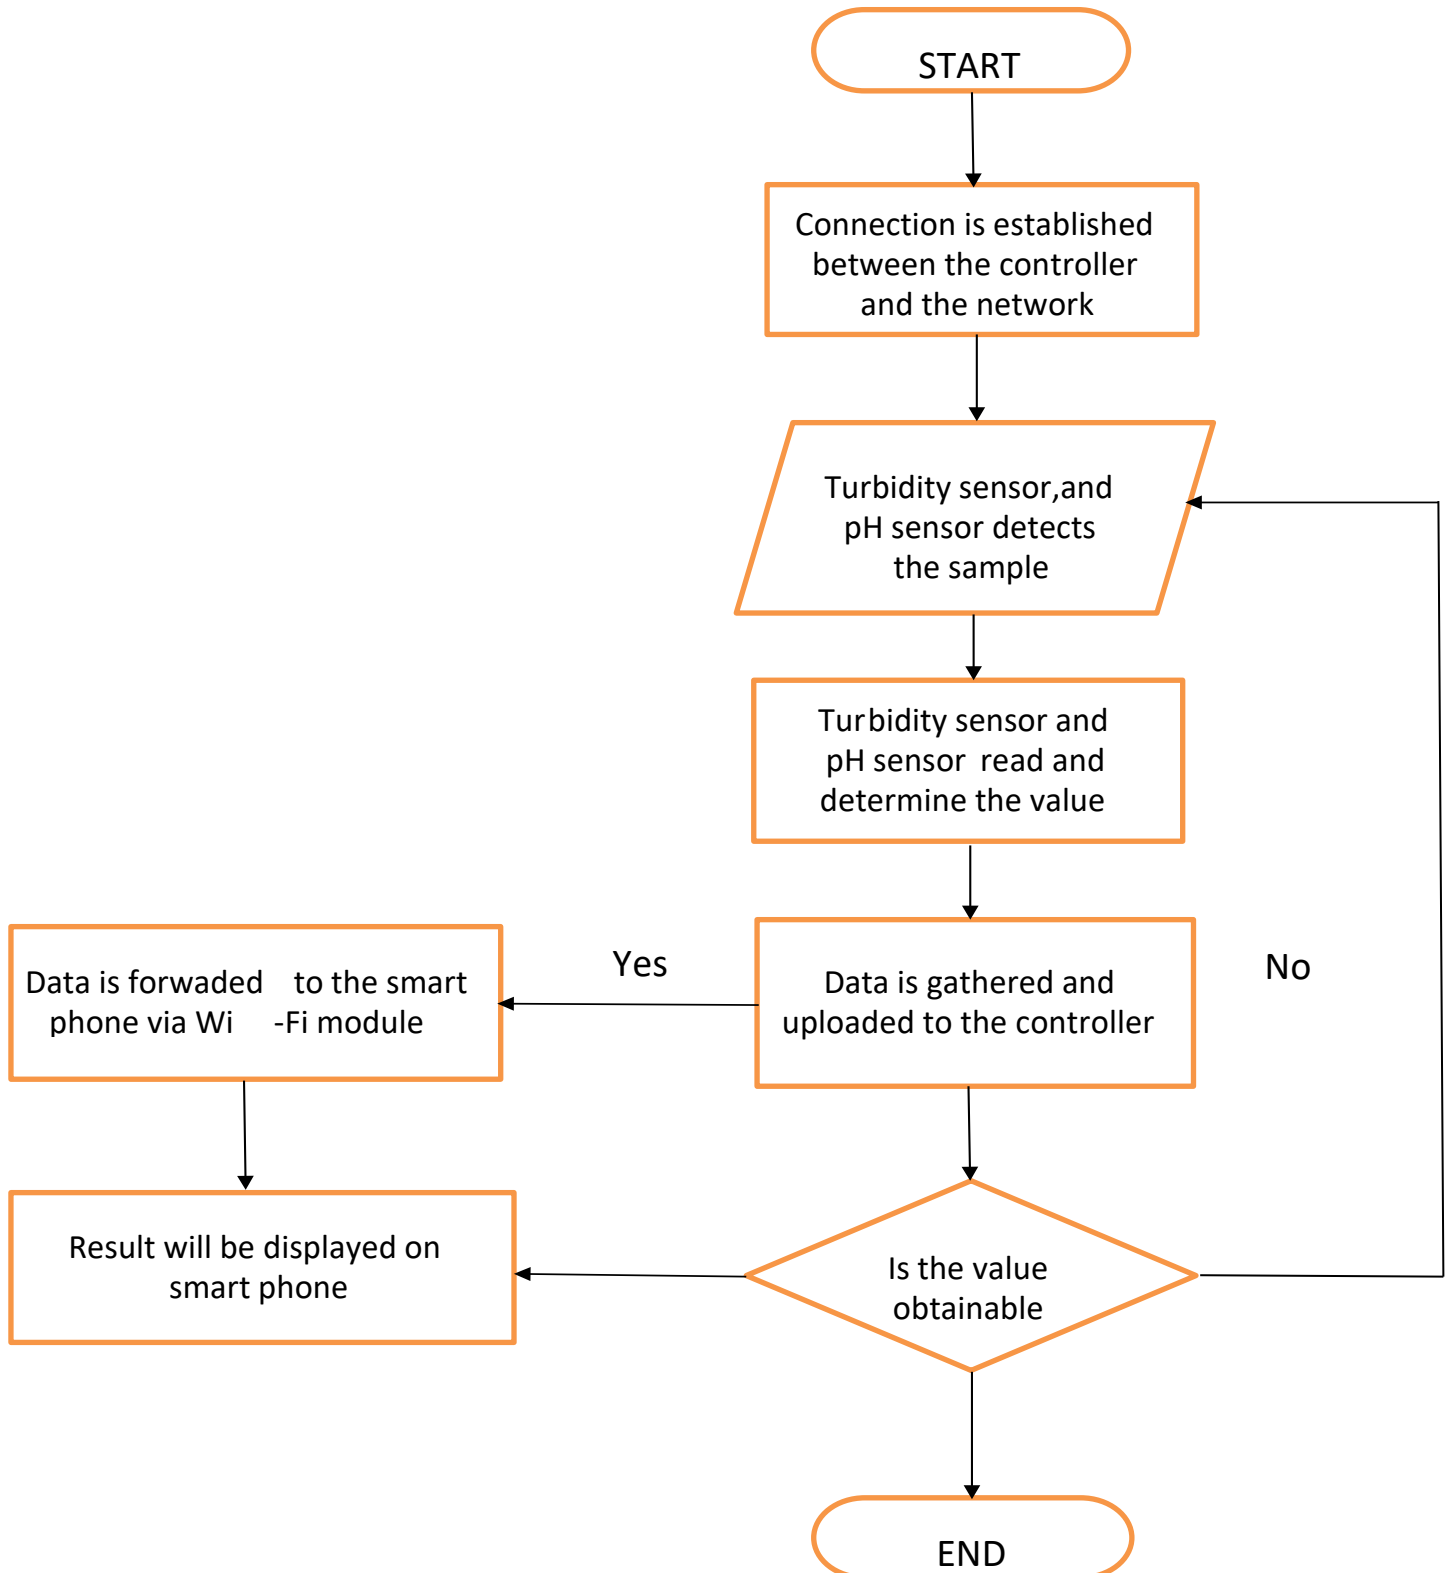 START
Connection is established
between the controller
and the network
Turbidity sensor,and
pH sensor detects
the sample
Turbidity sensor and
pH sensor read and
determine the value
Yes
No
Data is forwaded to the smart
phone via Wi -Fi module
Data is gathered and
uploaded to the controller
Result will be displayed on
smart phone
Is the value
obtainable
END